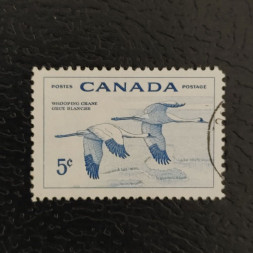 POSTES POSTAGE
CANADA
WHOOPING CRANE
GRUE BLANCHE
5¢